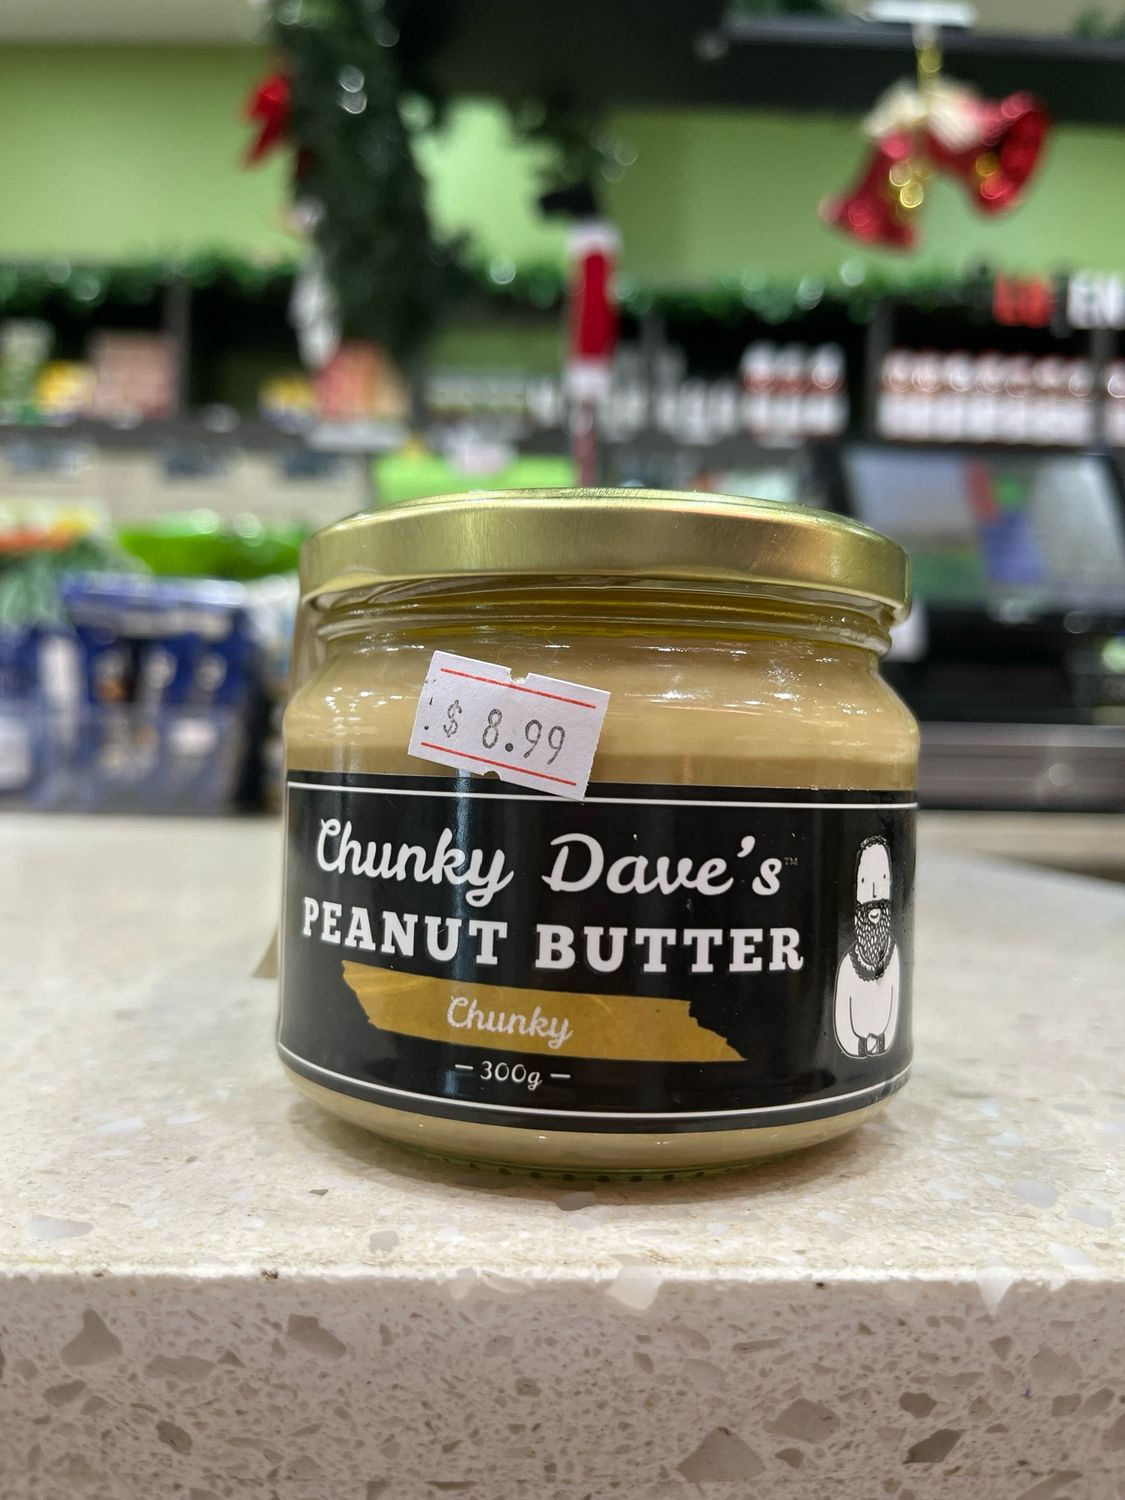 $ 8.99
Chunky Dave's™
PEANUT BUTTER
Chunky
— 300g —